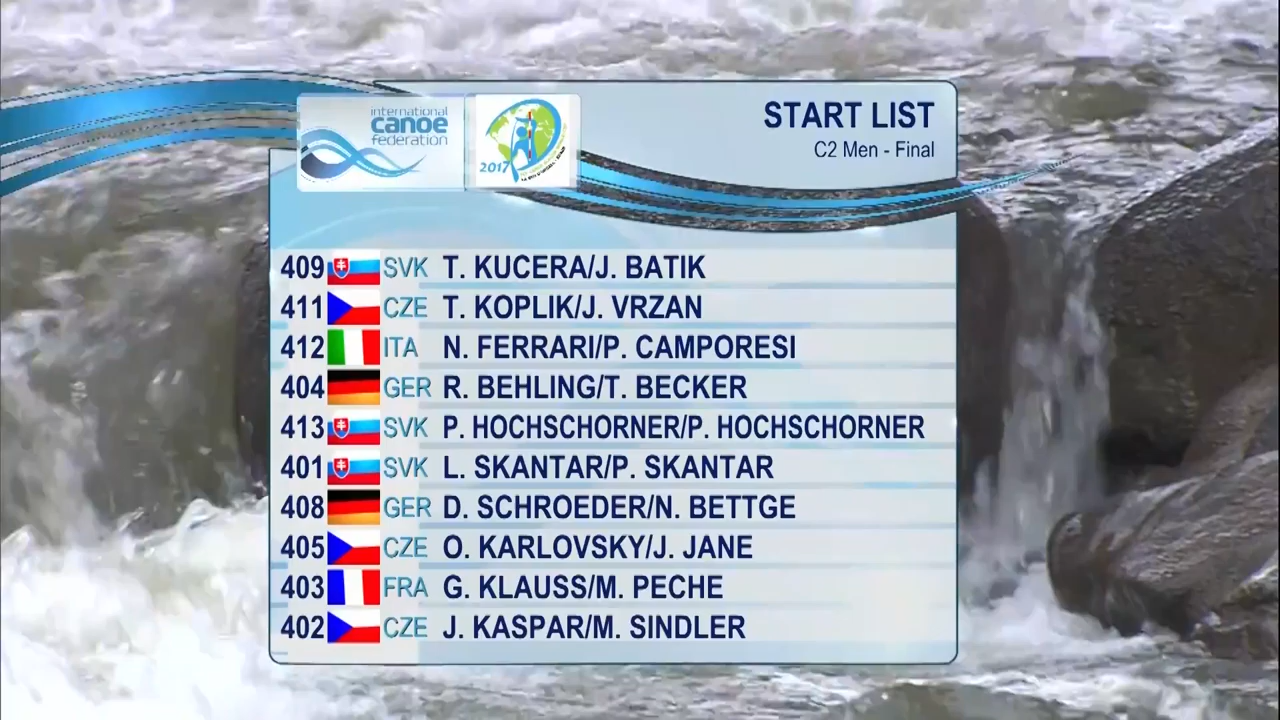 international
canoe
federation
2017
START LIST
C2 Men - Final
409 SVK T. KUCERA/J. BATIK
411 CZE T. KOPLIK/J. VRZAN
412 ITA N. FERRARI/P. CAMPORESI
404 GER R. BEHLING/T. BECKER
413 SVK P. HOCHSCHORNER/P. HOCHSCHORNER
401 SVK L. SKANTAR/P. SKANTAR
408 GER D. SCHROEDER/N. BETTGE
405 CZE O. KARLOVSKY/J. JANE
403 FRA G. KLAUSS/M. PECHE
402 CZE J. KASPAR/M. SINDLER